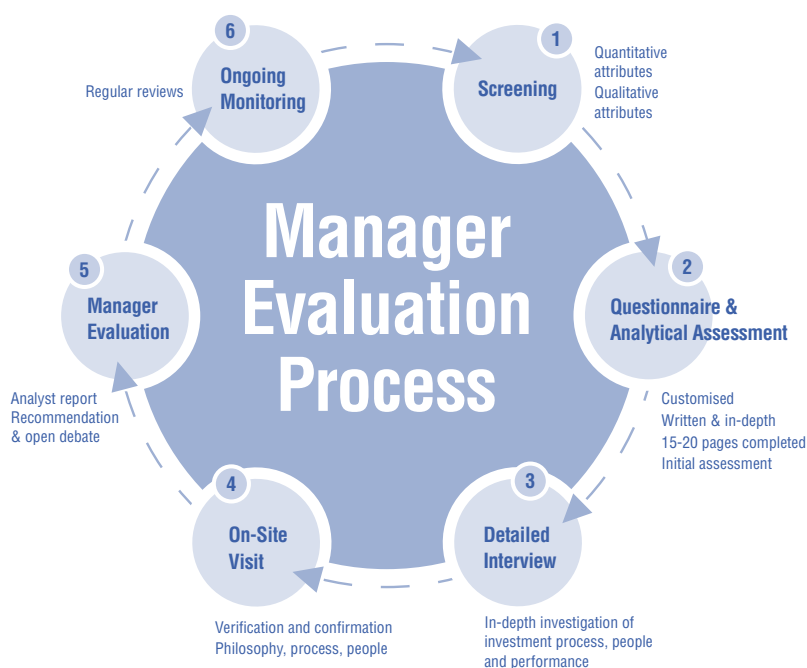 Manager
Evaluation
Process
1
Screening
Quantitative
attributes
Qualitative
attributes
2
Questionnaire &
Analytical Assessment
Customised
Written & in-depth
15-20 pages completed
Initial assessment
3
Detailed
Interview
In-depth investigation of
investment process, people
and performance
4
On-Site
Visit
Verification and confirmation
Philosophy, process, people
5
Manager
Evaluation
Analyst report
Recommendation
& open debate
6
Ongoing
Monitoring
Regular reviews